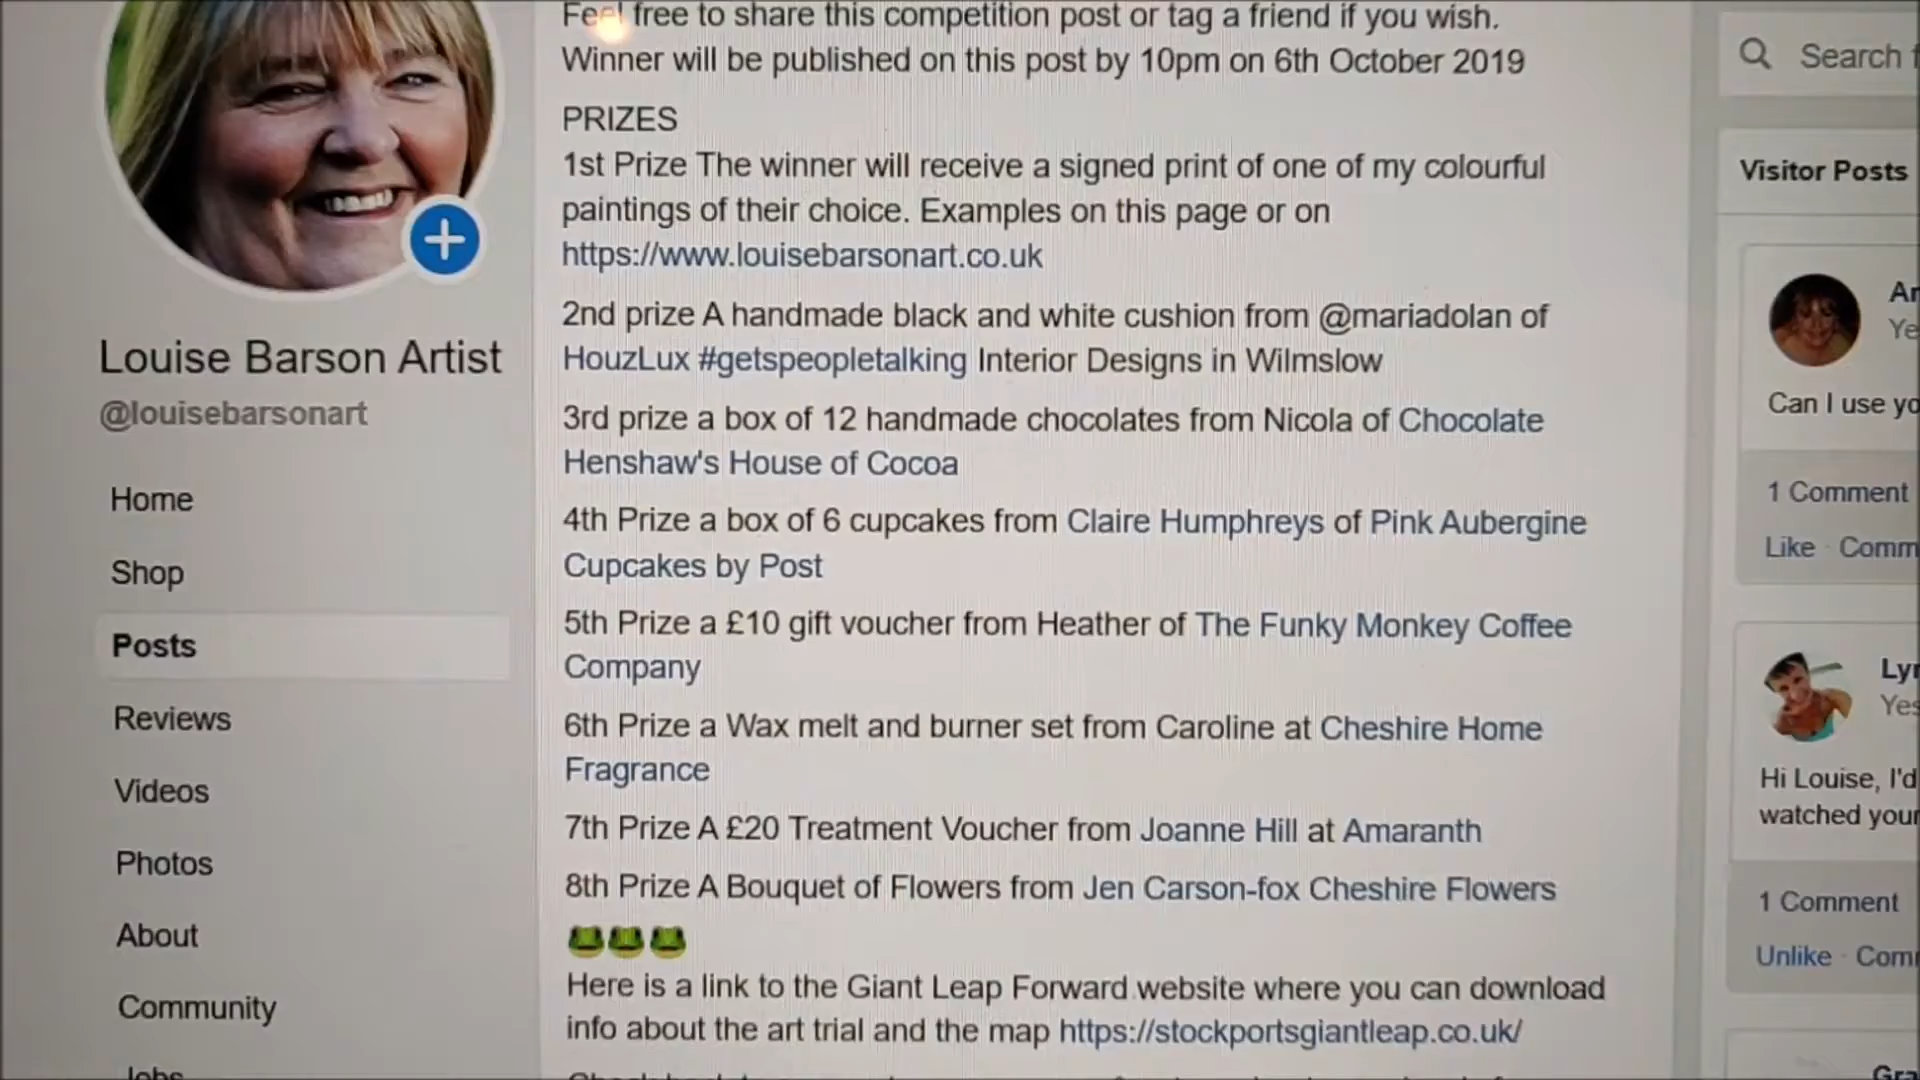 Feel free to share this competition post or tag a friend if you wish.
Winner will be published on this post by 10pm on 6th October 2019
PRIZES
1st Prize The winner will receive a signed print of one of my colourful
paintings of their choice. Examples on this page or on
https://www.louisebarsonart.co.uk
2nd prize A handmade black and white cushion from @mariadolan of
HouzLux #getspeopletalking Interior Designs in Wilmslow
3rd prize a box of 12 handmade chocolates from Nicola of Chocolate
Henshaw's House of Cocoa
4th Prize a box of 6 cupcakes from Claire Humphreys of Pink Aubergine
Cupcakes by Post
5th Prize a £10 gift voucher from Heather of The Funky Monkey Coffee
Company
6th Prize a Wax melt and burner set from Caroline at Cheshire Home
Fragrance
7th Prize A £20 Treatment Voucher from Joanne Hill at Amaranth
8th Prize A Bouquet of Flowers from Jen Carson-fox Cheshire Flowers
Here is a link to the Giant Leap Forward website where you can download
info about the art trial and the map https://stockportsgiantleap.co.uk/
Louise Barson Artist
@louisebarsonart
Home
Shop
Posts
Reviews
Videos
Photos
About
Community
Jobs
Search f
Visitor Posts
Ar
Ye
Can I use yo
1 Comment
Like · Comm
Lyn
Yes
Hi Louise, I'd
watched your
1 Comment
Unlike · Comm
Gra